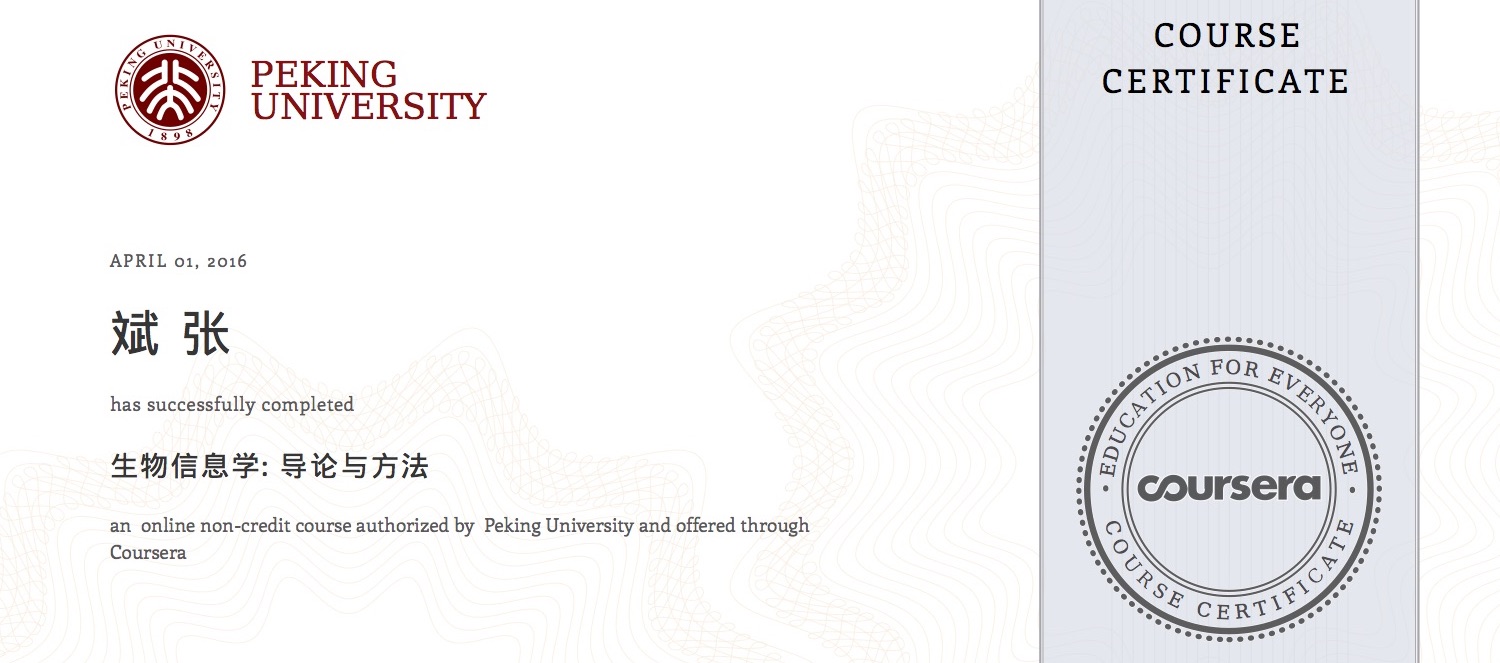 PEKING UNIVERSITY
1898
PEKING
UNIVERSITY
COURSE
CERTIFICATE
APRIL 01, 2016
斌 张
has successfully completed
生物信息学: 导论与方法
an online non-credit course authorized by Peking University and offered through
Coursera
EDUCATION FOR EVERYONE
coursera
COURSE CERTIFICATE